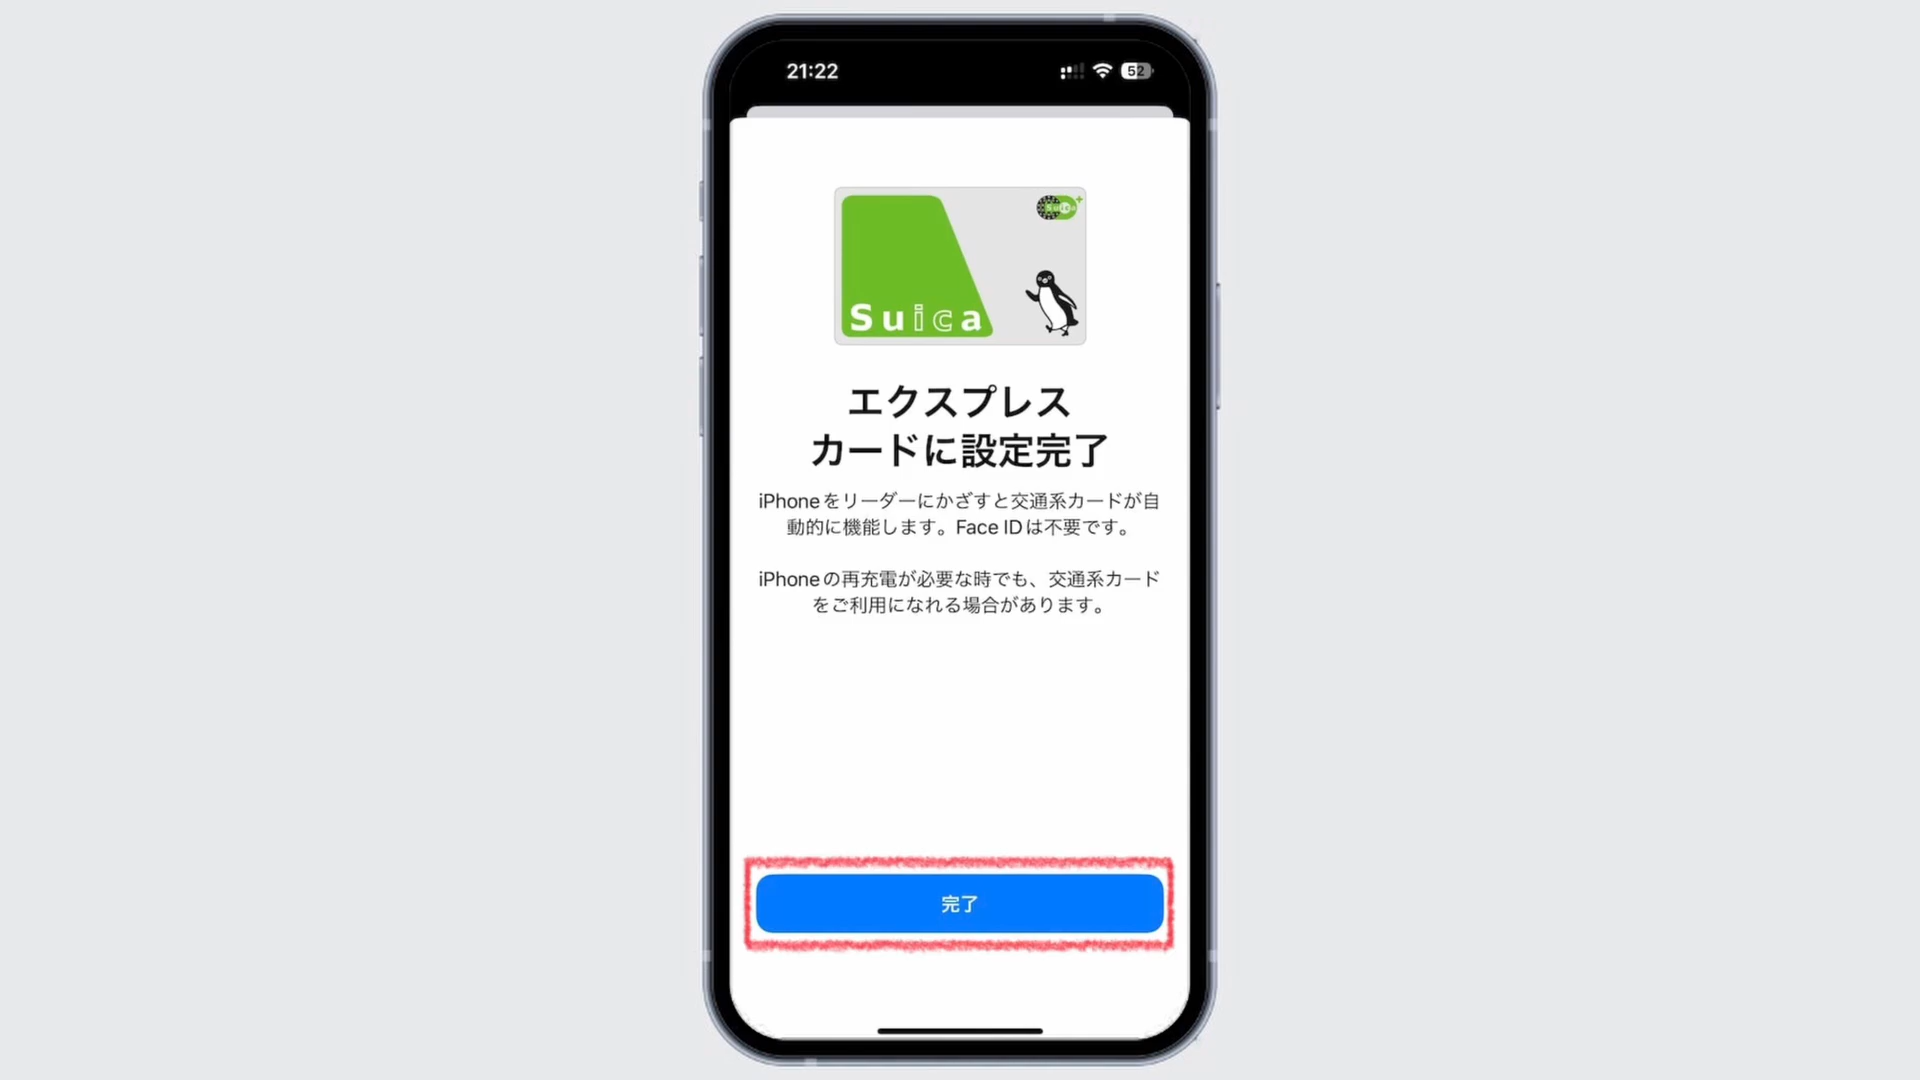 21:22
52
Suica
Suica
エクスプレス
カードに設定完了
iPhoneをリーダーにかざすと交通系カードが自
動的に機能します。Face IDは不要です。
iPhoneの再充電が必要な時でも、交通系カード
をご利用になれる場合があります。
完了